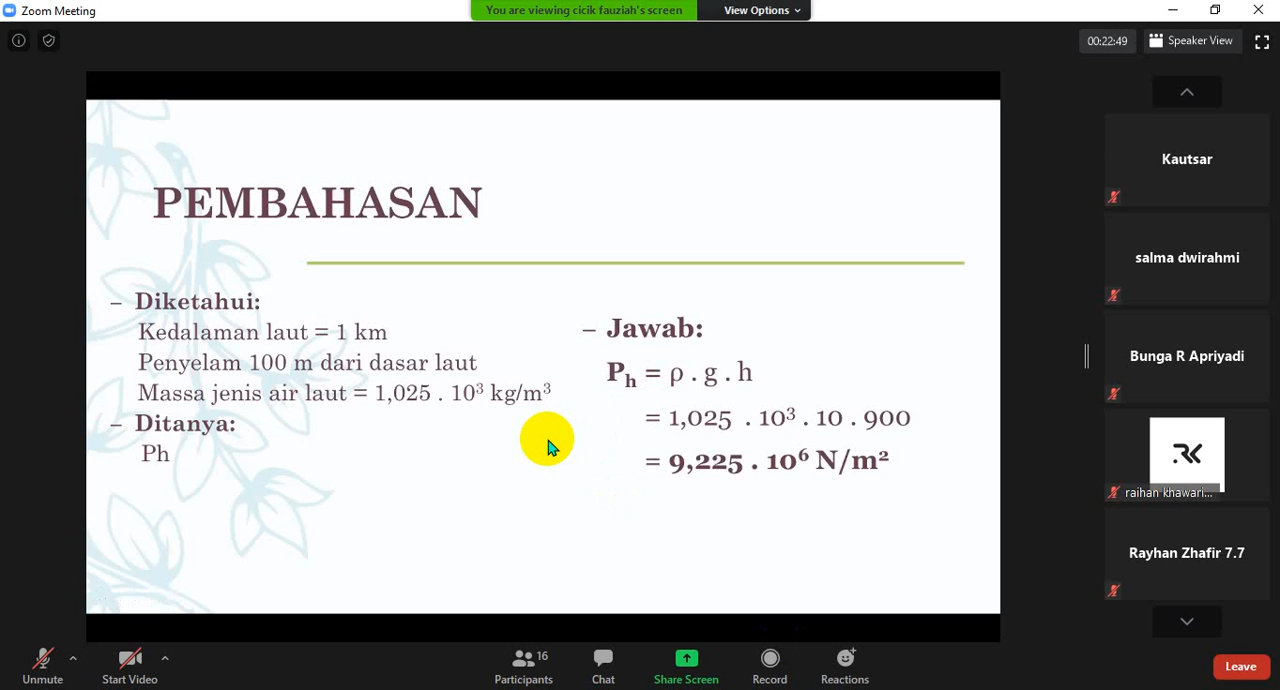 Zoom Meeting
You are viewing cicik fauziah's screen
View Options
00:22:49
Speaker View
PEMBAHASAN
– Diketahui:
Kedalaman laut = 1 km
Penyelam 100 m dari dasar laut
Massa jenis air laut = 1,025 . 10³ kg/m³
– Ditanya:
Ph
– Jawab:
Pₕ = ρ . g . h
= 1,025 . 10³ . 10 . 900
= 9,225 . 10⁶ N/m²
Kautsar
salma dwirahmi
Bunga R Apriyadi
raihan khawari...
Rayhan Zhafir 7.7
Unmute
Start Video
16
Participants
Chat
Share Screen
Record
Reactions
Leave